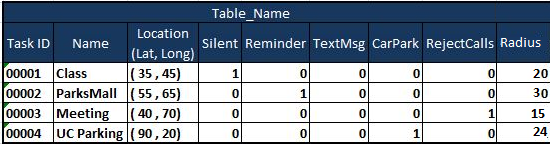 Table_Name
Task ID Name Location (Lat, Long) Silent Reminder TextMsg CarPark RejectCalls Radius
00001 Class ( 35 , 45) 1 0 0 0 0 20
00002 ParksMall ( 55 , 65) 0 1 0 0 0 30
00003 Meeting ( 40 , 70) 0 0 0 0 1 15
00004 UC Parking ( 90 , 20) 0 0 0 1 0 24